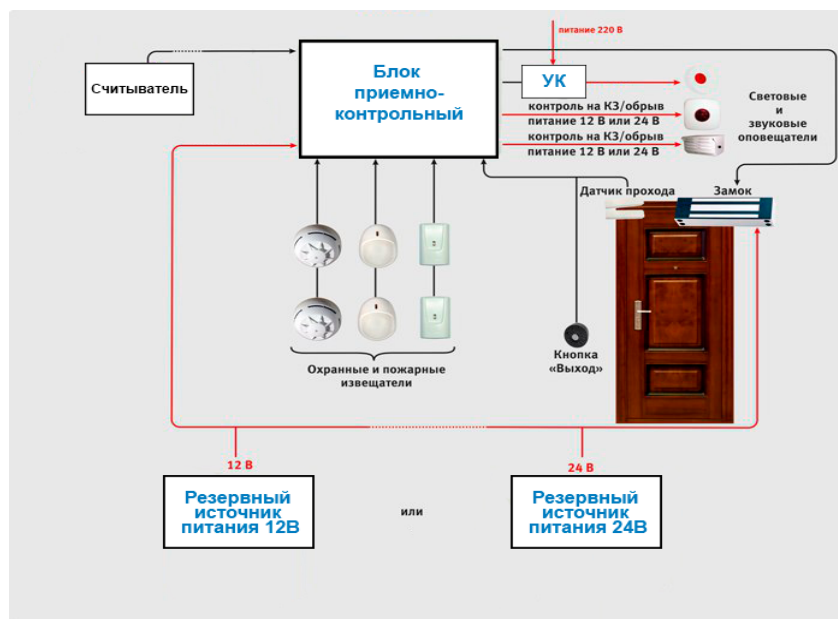 питание 220 В
Считыватель
Блок
приемно-
контрольный
УК
контроль на КЗ/обрыв
питание 12 В или 24 В
контроль на КЗ/обрыв
питание 12 В или 24 В
Световые
и
звуковые
оповещатели
Датчик прохода
Замок
Кнопка
«Выход»
Охранные и пожарные
извещатели
12 В
24 В
Резервный
источник
питания 12В
или
Резервный
источник
питания 24В